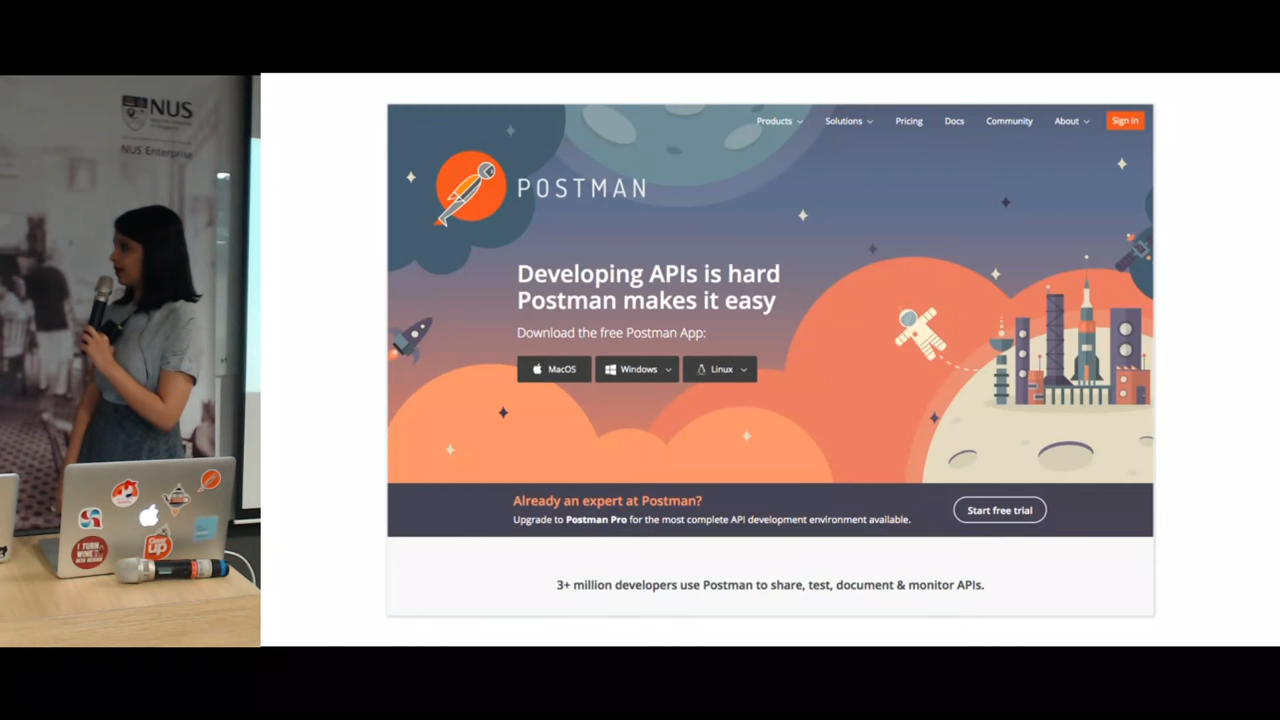 NUS
NUS Enterprise
Products
Solutions
Pricing
Docs
Community
About
Sign in
POSTMAN
Developing APIs is hard
Postman makes it easy
Download the free Postman App:
MacOS
Windows
Linux
Already an expert at Postman?
Upgrade to Postman Pro for the most complete API development environment available.
Start free trial
3+ million developers use Postman to share, test, document & monitor APIs.
I TURN
WINE